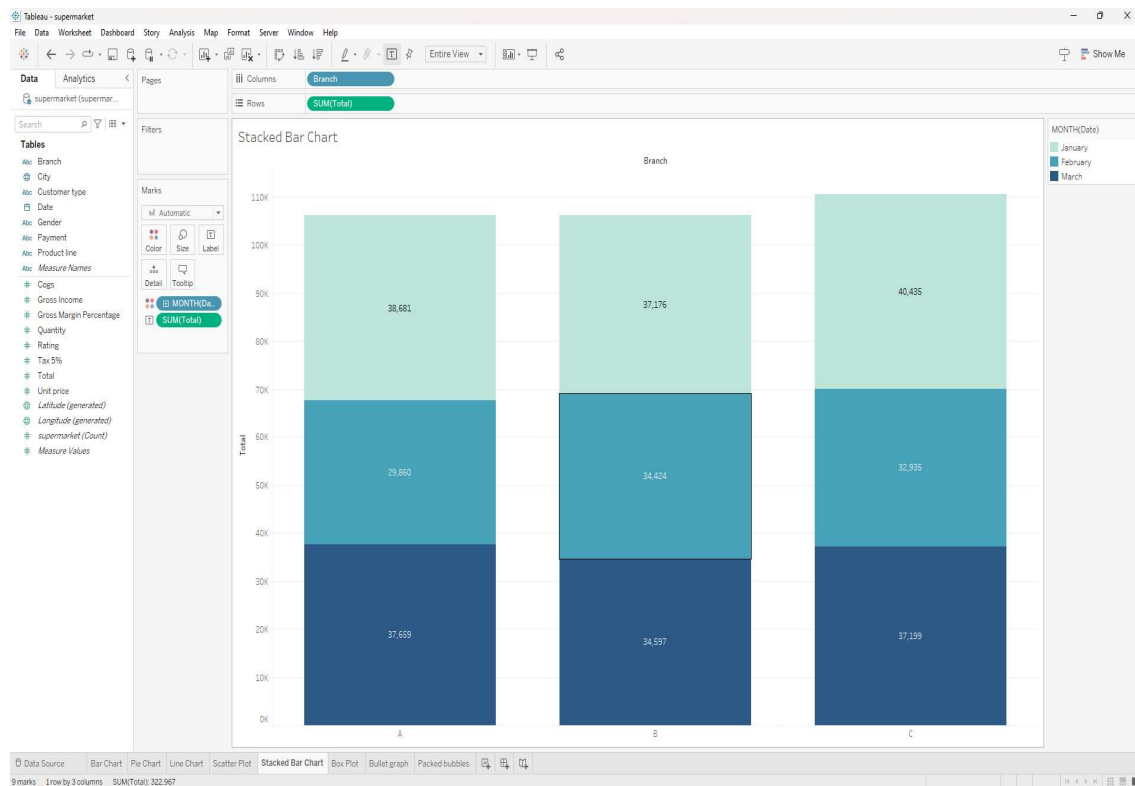 Tableau - supermarket
File Data Worksheet Dashboard Story Analysis Map Format Server Window Help
Entire View
Show Me
Data Analytics
supermarket (supermar...
Search
Tables
Abc Branch
City
Abc Customer type
Date
Abc Gender
Abc Payment
Abc Product line
Abc Measure Names
# Cogs
# Gross Income
# Gross Margin Percentage
# Quantity
# Rating
# Tax 5%
# Total
# Unit price
Latitude (generated)
Longitude (generated)
# supermarket (Count)
# Measure Values
Pages
Filters
Marks
Automatic
Color Size Label
Detail Tooltip
MONTH(Da..
SUM(Total)
Columns Branch
Rows SUM(Total)
Stacked Bar Chart
Branch
Total
110K
100K
90K
80K
70K
60K
50K
40K
30K
20K
10K
0K
38,681 37,176 40,435
29,860 34,424 32,935
37,659 34,597 37,199
A B C
MONTH(Date)
January
February
March
Data Source Bar Chart Pie Chart Line Chart Scatter Plot Stacked Bar Chart Box Plot Bullet graph Packed bubbles
9 marks 1 row by 3 columns SUM(Total): 322,967